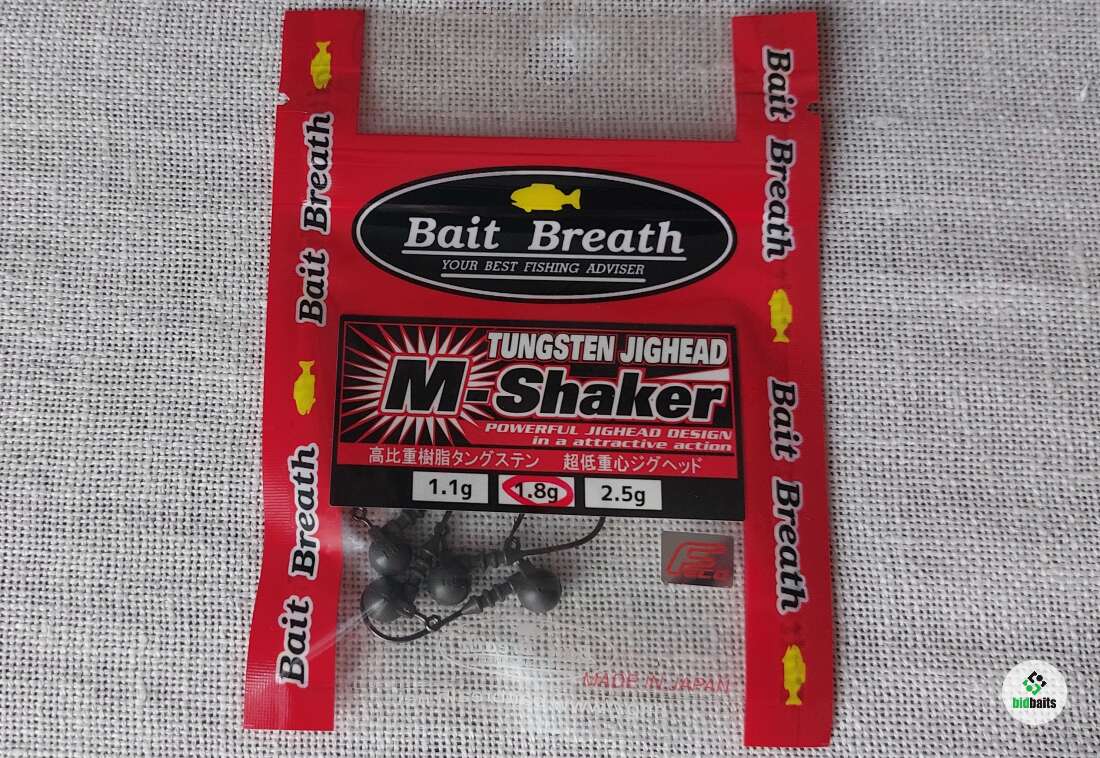 Bait Breath
Bait Breath
Bait Breath
Bait Breath
Bait Breath
YOUR BEST FISHING ADVISER
TUNGSTEN JIGHEAD
M-Shaker
POWERFUL JIGHEAD DESIGN
in a attractive action
高比重樹脂タングステン 超低重心ジグヘッド
1.1g 1.8g 2.5g
MADE IN JAPAN
bidbaits